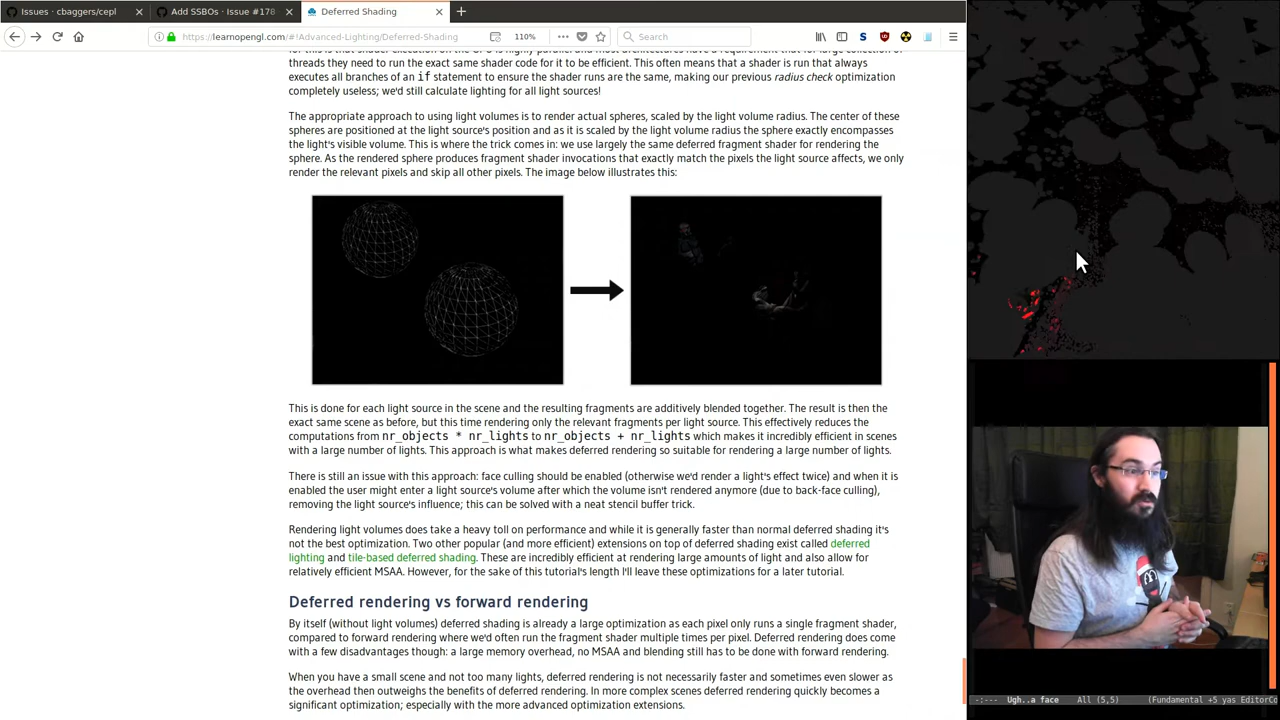 Issues · cbaggers/cepl
Add SSBOs · Issue #178
Deferred Shading
https://learnopengl.com/#!Advanced-Lighting/Deferred-Shading
110%
Search
threads they need to run the exact same shader code for it to be efficient. This often means that a shader is run that always
executes all branches of an if statement to ensure the shader runs are the same, making our previous radius check optimization
completely useless; we'd still calculate lighting for all light sources!
The appropriate approach to using light volumes is to render actual spheres, scaled by the light volume radius. The center of these
spheres are positioned at the light source's position and as it is scaled by the light volume radius the sphere exactly encompasses
the light's visible volume. This is where the trick comes in: we use largely the same deferred fragment shader for rendering the
sphere. As the rendered sphere produces fragment shader invocations that exactly match the pixels the light source affects, we only
render the relevant pixels and skip all other pixels. The image below illustrates this:
This is done for each light source in the scene and the resulting fragments are additively blended together. The result is then the
exact same scene as before, but this time rendering only the relevant fragments per light source. This effectively reduces the
computations from nr_objects * nr_lights to nr_objects + nr_lights which makes it incredibly efficient in scenes
with a large number of lights. This approach is what makes deferred rendering so suitable for rendering a large number of lights.
There is still an issue with this approach: face culling should be enabled (otherwise we'd render a light's effect twice) and when it is
enabled the user might enter a light source's volume after which the volume isn't rendered anymore (due to back-face culling),
removing the light source's influence; this can be solved with a neat stencil buffer trick.
Rendering light volumes does take a heavy toll on performance and while it is generally faster than normal deferred shading it's
not the best optimization. Two other popular (and more efficient) extensions on top of deferred shading exist called deferred
lighting and tile-based deferred shading. These are incredibly efficient at rendering large amounts of light and also allow for
relatively efficient MSAA. However, for the sake of this tutorial's length I'll leave these optimizations for a later tutorial.
Deferred rendering vs forward rendering
By itself (without light volumes) deferred shading is already a large optimization as each pixel only runs a single fragment shader,
compared to forward rendering where we'd often run the fragment shader multiple times per pixel. Deferred rendering does come
with a few disadvantages though: a large memory overhead, no MSAA and blending still has to be done with forward rendering.
When you have a small scene and not too many lights, deferred rendering is not necessarily faster and sometimes even slower as
the overhead then outweighs the benefits of deferred rendering. In more complex scenes deferred rendering quickly becomes a
significant optimization; especially with the more advanced optimization extensions.
-:--- Ugh..a face All (5,5) (Fundamental +5 yas EditorCo